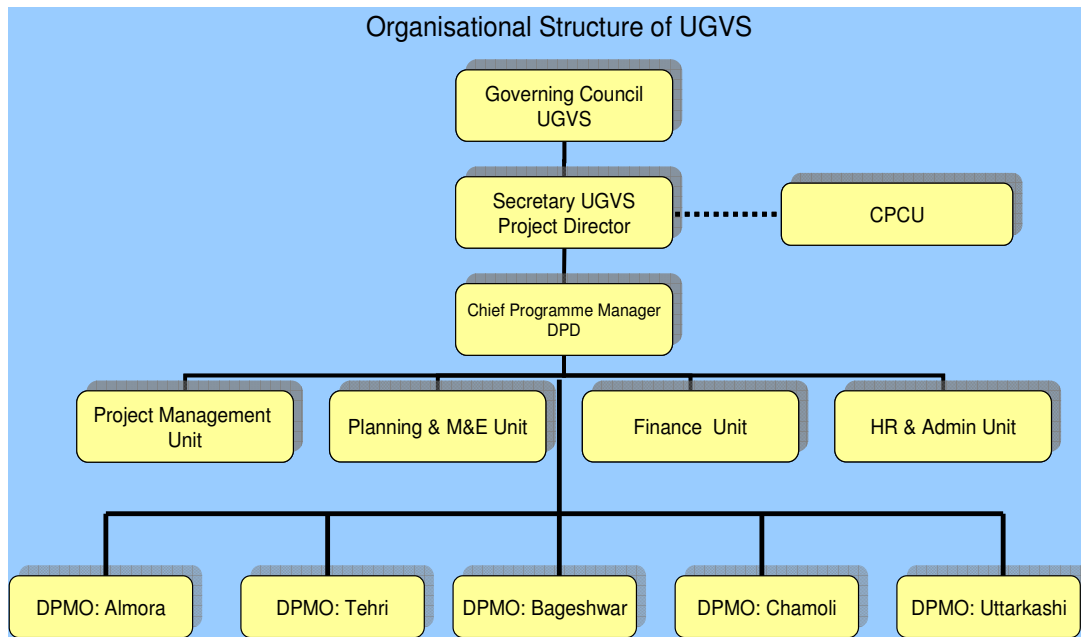 Organisational Structure of UGVS
Governing Council
UGVS
Secretary UGVS
Project Director
CPCU
Chief Programme Manager
DPD
Project Management
Unit
Planning & M&E Unit
Finance Unit
HR & Admin Unit
DPMO: Almora
DPMO: Tehri
DPMO: Bageshwar
DPMO: Chamoli
DPMO: Uttarkashi